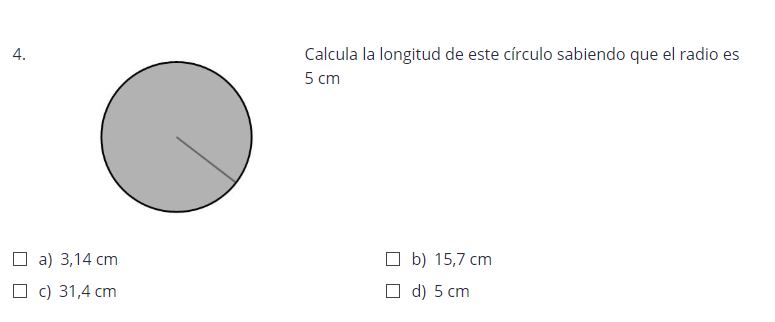 4.
Calcula la longitud de este círculo sabiendo que el radio es
5 cm
a) 3,14 cm
b) 15,7 cm
c) 31,4 cm
d) 5 cm